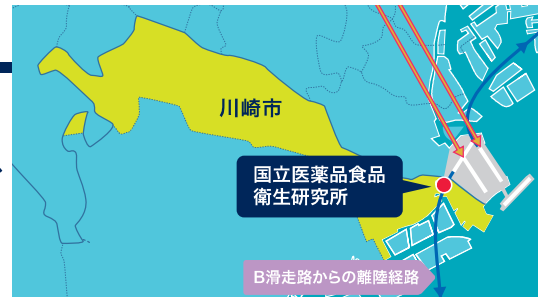 川崎市
国立医薬品食品
衛生研究所
B滑走路からの離陸経路